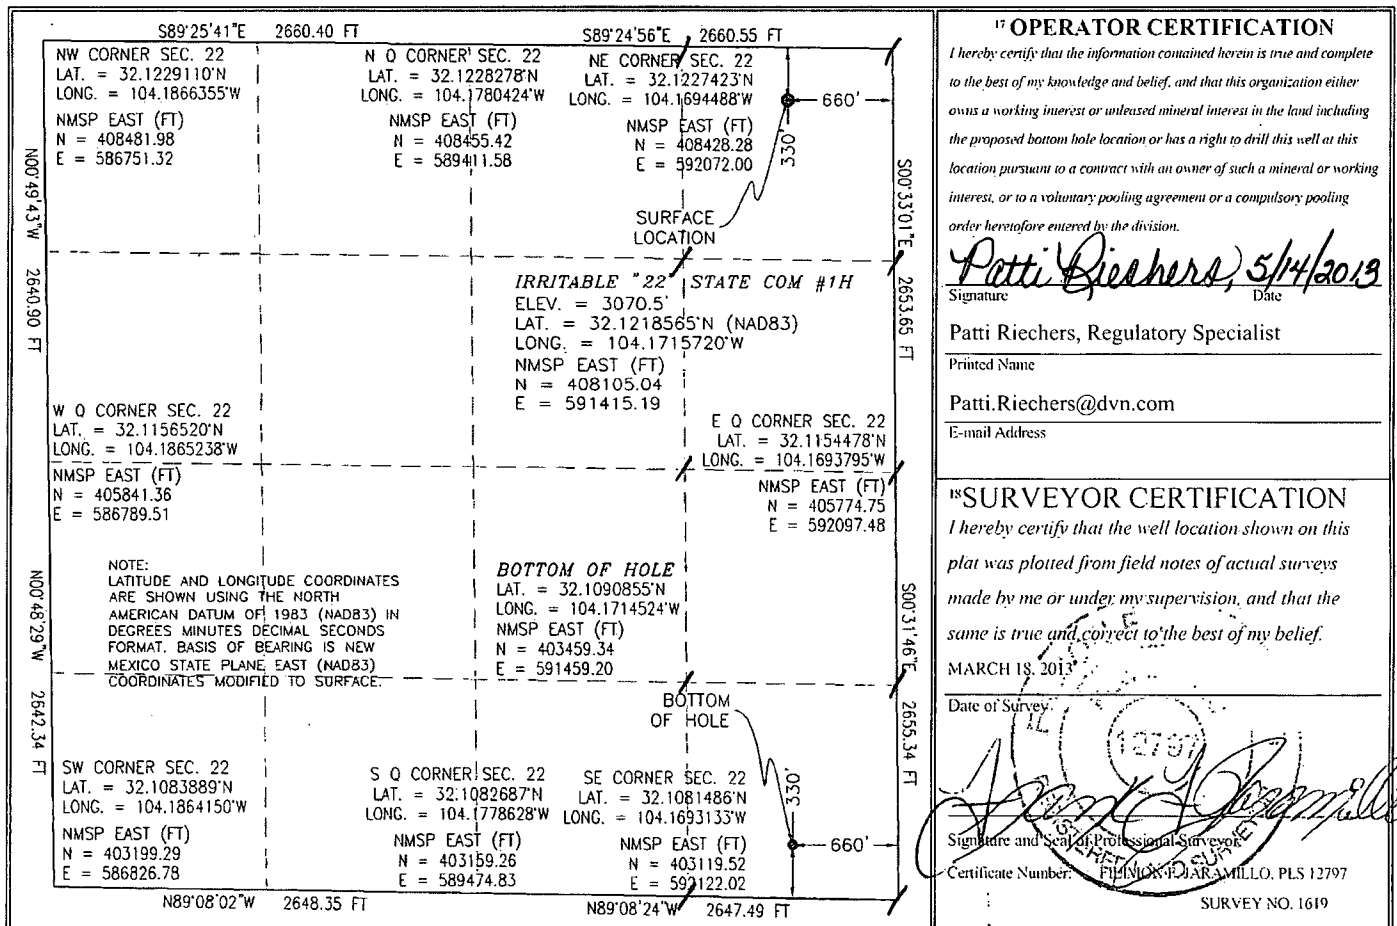 S89°25'41"E 2660.40 FT
S89°24'56"E 2660.55 FT
NW CORNER SEC. 22
LAT. = 32.1229110°N
LONG. = 104.1866355°W
NMSP EAST (FT)
N = 408481.98
E = 586751.32
N Q CORNER SEC. 22
LAT. = 32.1228278°N
LONG. = 104.1780424°W
NMSP EAST (FT)
N = 408455.42
E = 589411.58
NE CORNER SEC. 22
LAT. = 32.1227423°N
LONG. = 104.1694488°W
NMSP EAST (FT)
N = 408428.28
E = 592072.00
660'
330'
SURFACE
LOCATION
N00°49'43"W 2640.90 FT
S00°33'01"E 2653.65 FT
IRRITABLE "22" STATE COM #1H
ELEV. = 3070.5'
LAT. = 32.1218565°N (NAD83)
LONG. = 104.1715720°W
NMSP EAST (FT)
N = 408105.04
E = 591415.19
W Q CORNER SEC. 22
LAT. = 32.1156520°N
LONG. = 104.1865238°W
NMSP EAST (FT)
N = 405841.36
E = 586789.51
E Q CORNER SEC. 22
LAT. = 32.1154478°N
LONG. = 104.1693795°W
NMSP EAST (FT)
N = 405774.75
E = 592097.48
NOTE:
LATITUDE AND LONGITUDE COORDINATES
ARE SHOWN USING THE NORTH
AMERICAN DATUM OF 1983 (NAD83) IN
DEGREES MINUTES DECIMAL SECONDS
FORMAT. BASIS OF BEARING IS NEW
MEXICO STATE PLANE EAST (NAD83)
COORDINATES MODIFIED TO SURFACE.
BOTTOM OF HOLE
LAT. = 32.1090855°N
LONG. = 104.1714524°W
NMSP EAST (FT)
N = 403459.34
E = 591459.20
N00°48'29"W 2642.34 FT
S00°31'46"E 2655.34 FT
BOTTOM
OF HOLE
330'
660'
SW CORNER SEC. 22
LAT. = 32.1083889°N
LONG. = 104.1864150°W
NMSP EAST (FT)
N = 403199.29
E = 586826.78
S Q CORNER SEC. 22
LAT. = 32.1082687°N
LONG. = 104.1778628°W
NMSP EAST (FT)
N = 403159.26
E = 589474.83
SE CORNER SEC. 22
LAT. = 32.1081486°N
LONG. = 104.1693133°W
NMSP EAST (FT)
N = 403119.52
E = 592122.02
N89°08'02"W 2648.35 FT
N89°08'24"W 2647.49 FT
17 OPERATOR CERTIFICATION
I hereby certify that the information contained herein is true and complete
to the best of my knowledge and belief, and that this organization either
owns a working interest or unleased mineral interest in the land including
the proposed bottom hole location or has a right to drill this well at this
location pursuant to a contract with an owner of such a mineral or working
interest, or to a voluntary pooling agreement or a compulsory pooling
order heretofore entered by the division.
Patti Riechers, 5/14/2013
Signature Date
Patti Riechers, Regulatory Specialist
Printed Name
Patti.Riechers@dvn.com
E-mail Address
18 SURVEYOR CERTIFICATION
I hereby certify that the well location shown on this
plat was plotted from field notes of actual surveys
made by me or under my supervision, and that the
same is true and correct to the best of my belief.
MARCH 18, 2013
Date of Survey
12797
Signature and Seal of Professional Surveyor
Certificate Number: FILIMON F. JARAMILLO, PLS 12797
SURVEY NO. 1619